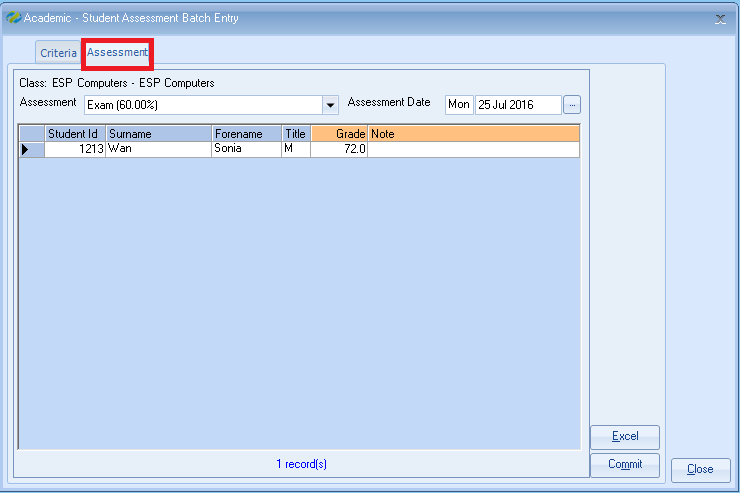 Academic - Student Assessment Batch Entry
Criteria Assessment
Class: ESP Computers - ESP Computers
Assessment Exam (60.00%) Assessment Date Mon 25 Jul 2016 ...
Student Id Surname Forename Title Grade Note
1213 Wan Sonia M 72.0
1 record(s)
Excel
Commit
Close